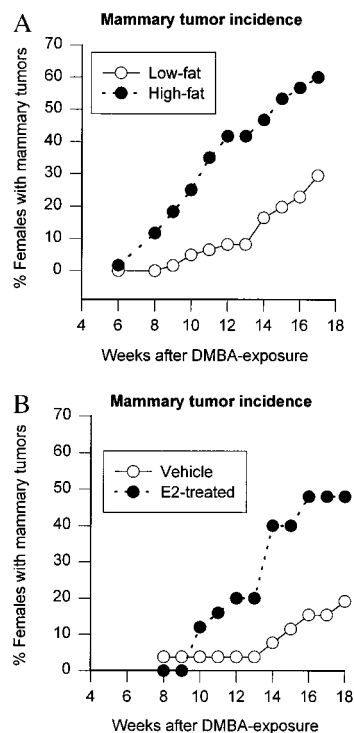 A
Mammary tumor incidence
70
60
50
40
30
20
10
0
% Females with mammary tumors
Low-fat
High-fat
4 6 8 10 12 14 16 18
Weeks after DMBA-exposure
B
Mammary tumor incidence
70
60
50
40
30
20
10
0
% Females with mammary tumors
Vehicle
E2-treated
4 6 8 10 12 14 16 18
Weeks after DMBA-exposure